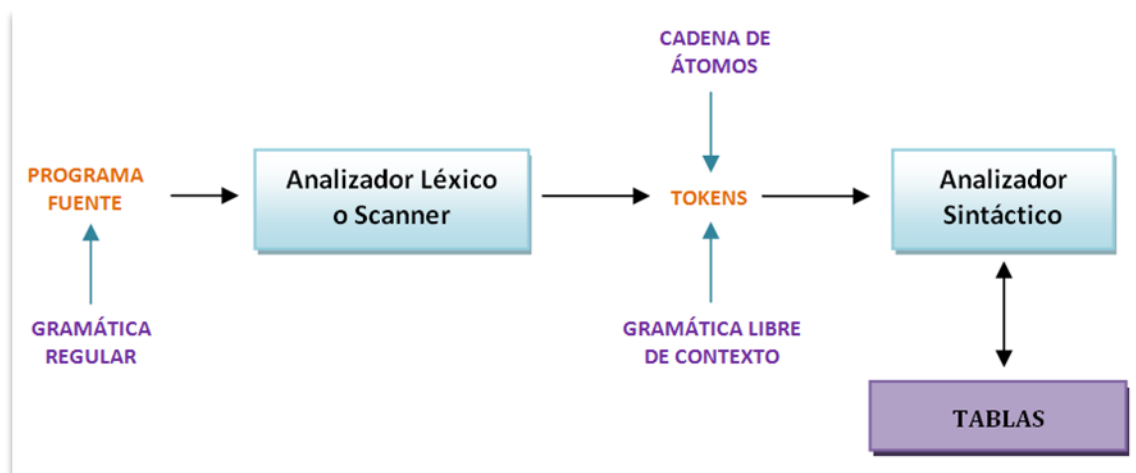 CADENA DE
ÁTOMOS
PROGRAMA
FUENTE
Analizador Léxico
o Scanner
TOKENS
Analizador
Sintáctico
GRAMÁTICA
REGULAR
GRAMÁTICA LIBRE
DE CONTEXTO
TABLAS